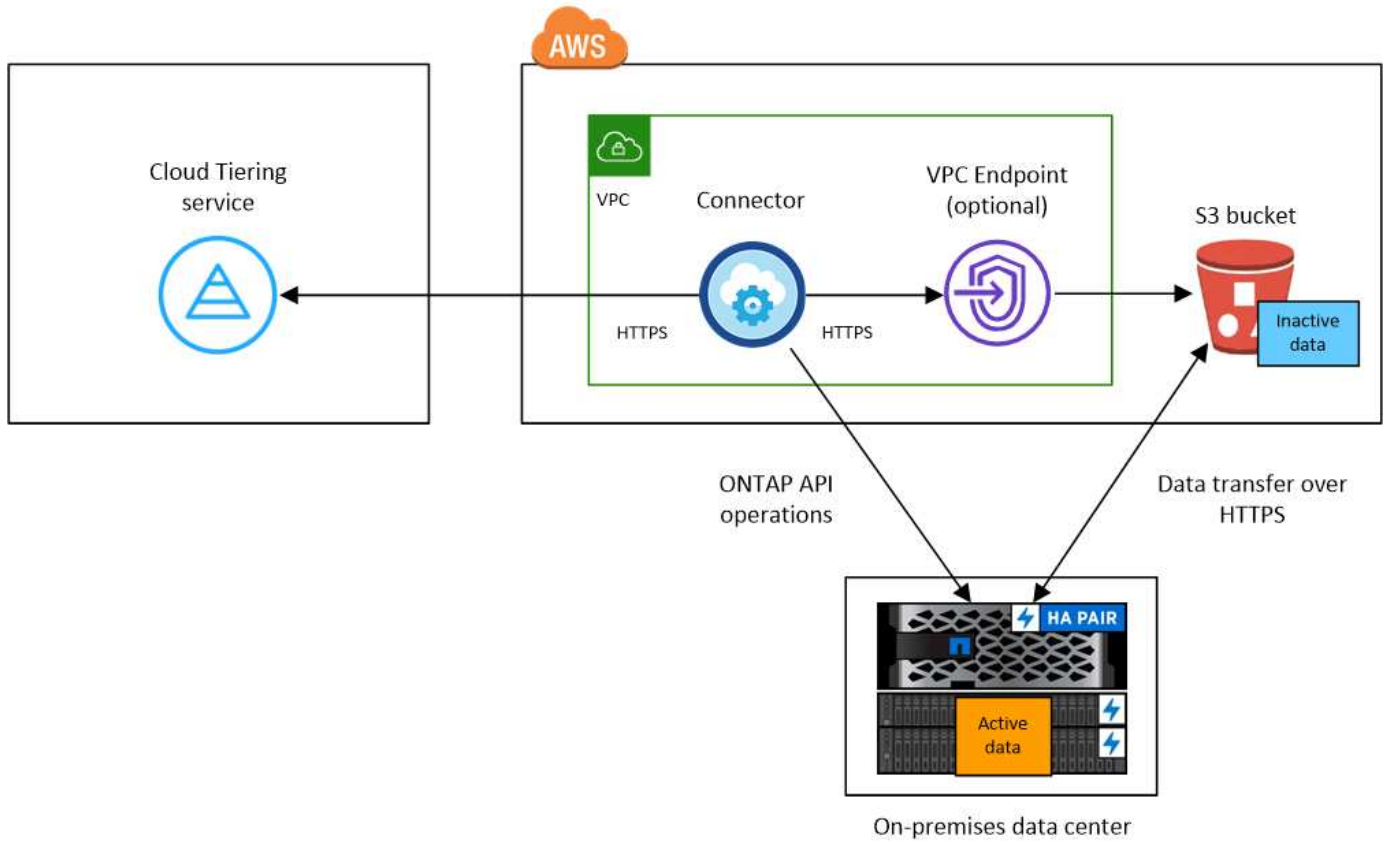 AWS
Cloud Tiering
service
VPC
Connector
VPC Endpoint
(optional)
S3 bucket
Inactive
data
HTTPS
HTTPS
ONTAP API
operations
Data transfer over
HTTPS
HA PAIR
Active
data
On-premises data center